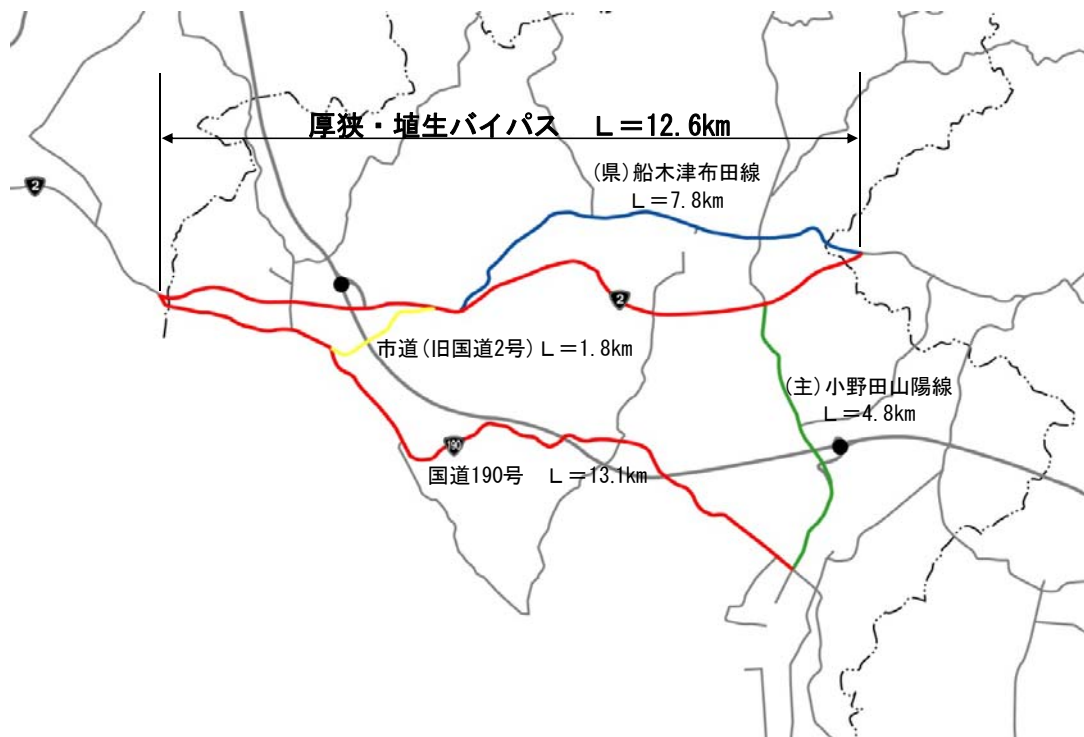 厚狭・埴生バイパス　Ｌ＝12.6km
(県)船木津布田線
Ｌ＝7.8km
2
2
市道(旧国道2号)Ｌ＝1.8km
(主)小野田山陽線
Ｌ＝4.8km
190
国道190号　Ｌ＝13.1km